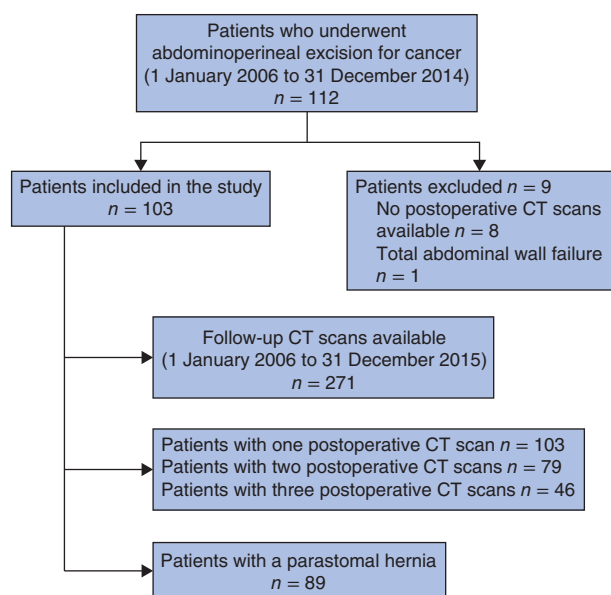 Patients who underwent
abdominoperineal excision for cancer
(1 January 2006 to 31 December 2014)
n = 112
Patients included in the study
n = 103
Patients excluded n = 9
No postoperative CT scans
available n = 8
Total abdominal wall failure
n = 1
Follow-up CT scans available
(1 January 2006 to 31 December 2015)
n = 271
Patients with one postoperative CT scan n = 103
Patients with two postoperative CT scans n = 79
Patients with three postoperative CT scans n = 46
Patients with a parastomal hernia
n = 89